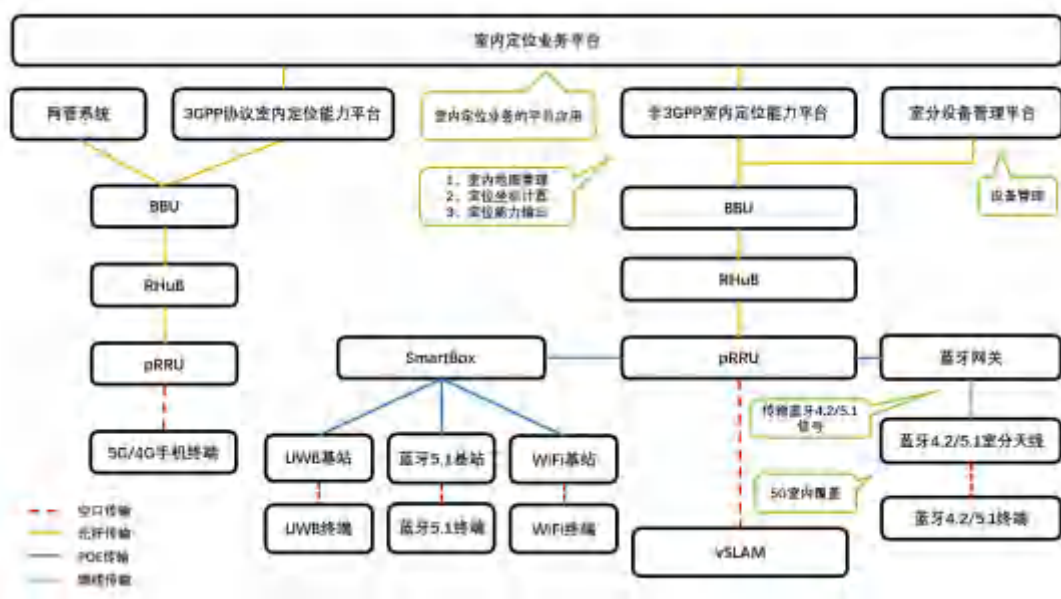 室内定位业务平台
网管系统
3GPP协议室内定位能力平台
室内定位业务的平台应用
非3GPP室内定位能力平台
室分设备管理平台
1、室内地图管理
2、定位坐标计算
3、定位能力输出
设备管理
BBU
BBU
RHuB
RHuB
pRRU
SmartBox
pRRU
蓝牙网关
传输蓝牙4.2/5.1
信号
5G/4G手机终端
UWB基站
蓝牙5.1基站
WiFi基站
蓝牙4.2/5.1室分天线
5G室内覆盖
UWB终端
蓝牙5.1终端
WiFi终端
蓝牙4.2/5.1终端
vSLAM
空口传输
光纤传输
POE传输
馈线传输